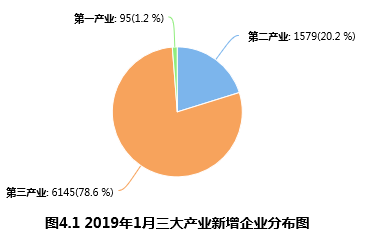 第一产业: 95(1.2 %)
第二产业: 1579(20.2 %)
第三产业: 6145(78.6 %)
图4.1 2019年1月三大产业新增企业分布图